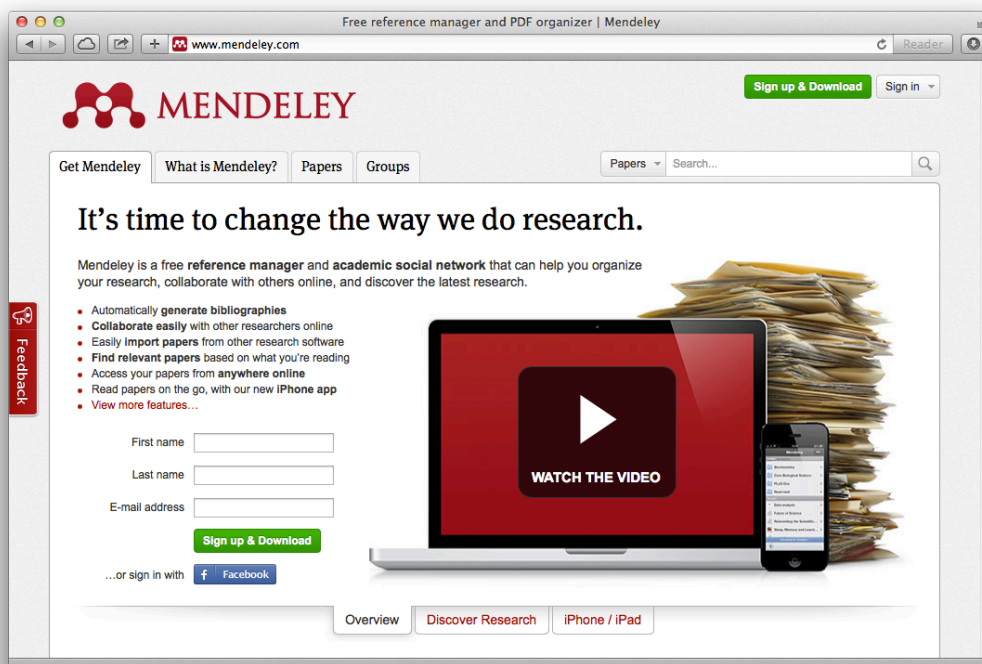 Free reference manager and PDF organizer | Mendeley
www.mendeley.com
Reader
MENDELEY
Sign up & Download
Sign in
Get Mendeley
What is Mendeley?
Papers
Groups
Papers
Search...
It's time to change the way we do research.
Mendeley is a free reference manager and academic social network that can help you organize
your research, collaborate with others online, and discover the latest research.
Automatically generate bibliographies
Collaborate easily with other researchers online
Easily import papers from other research software
Find relevant papers based on what you're reading
Access your papers from anywhere online
Read papers on the go, with our new iPhone app
View more features…
Feedback
First name
Last name
E-mail address
Sign up & Download
…or sign in with
f Facebook
WATCH THE VIDEO
Mendeley
Overview
Discover Research
iPhone / iPad